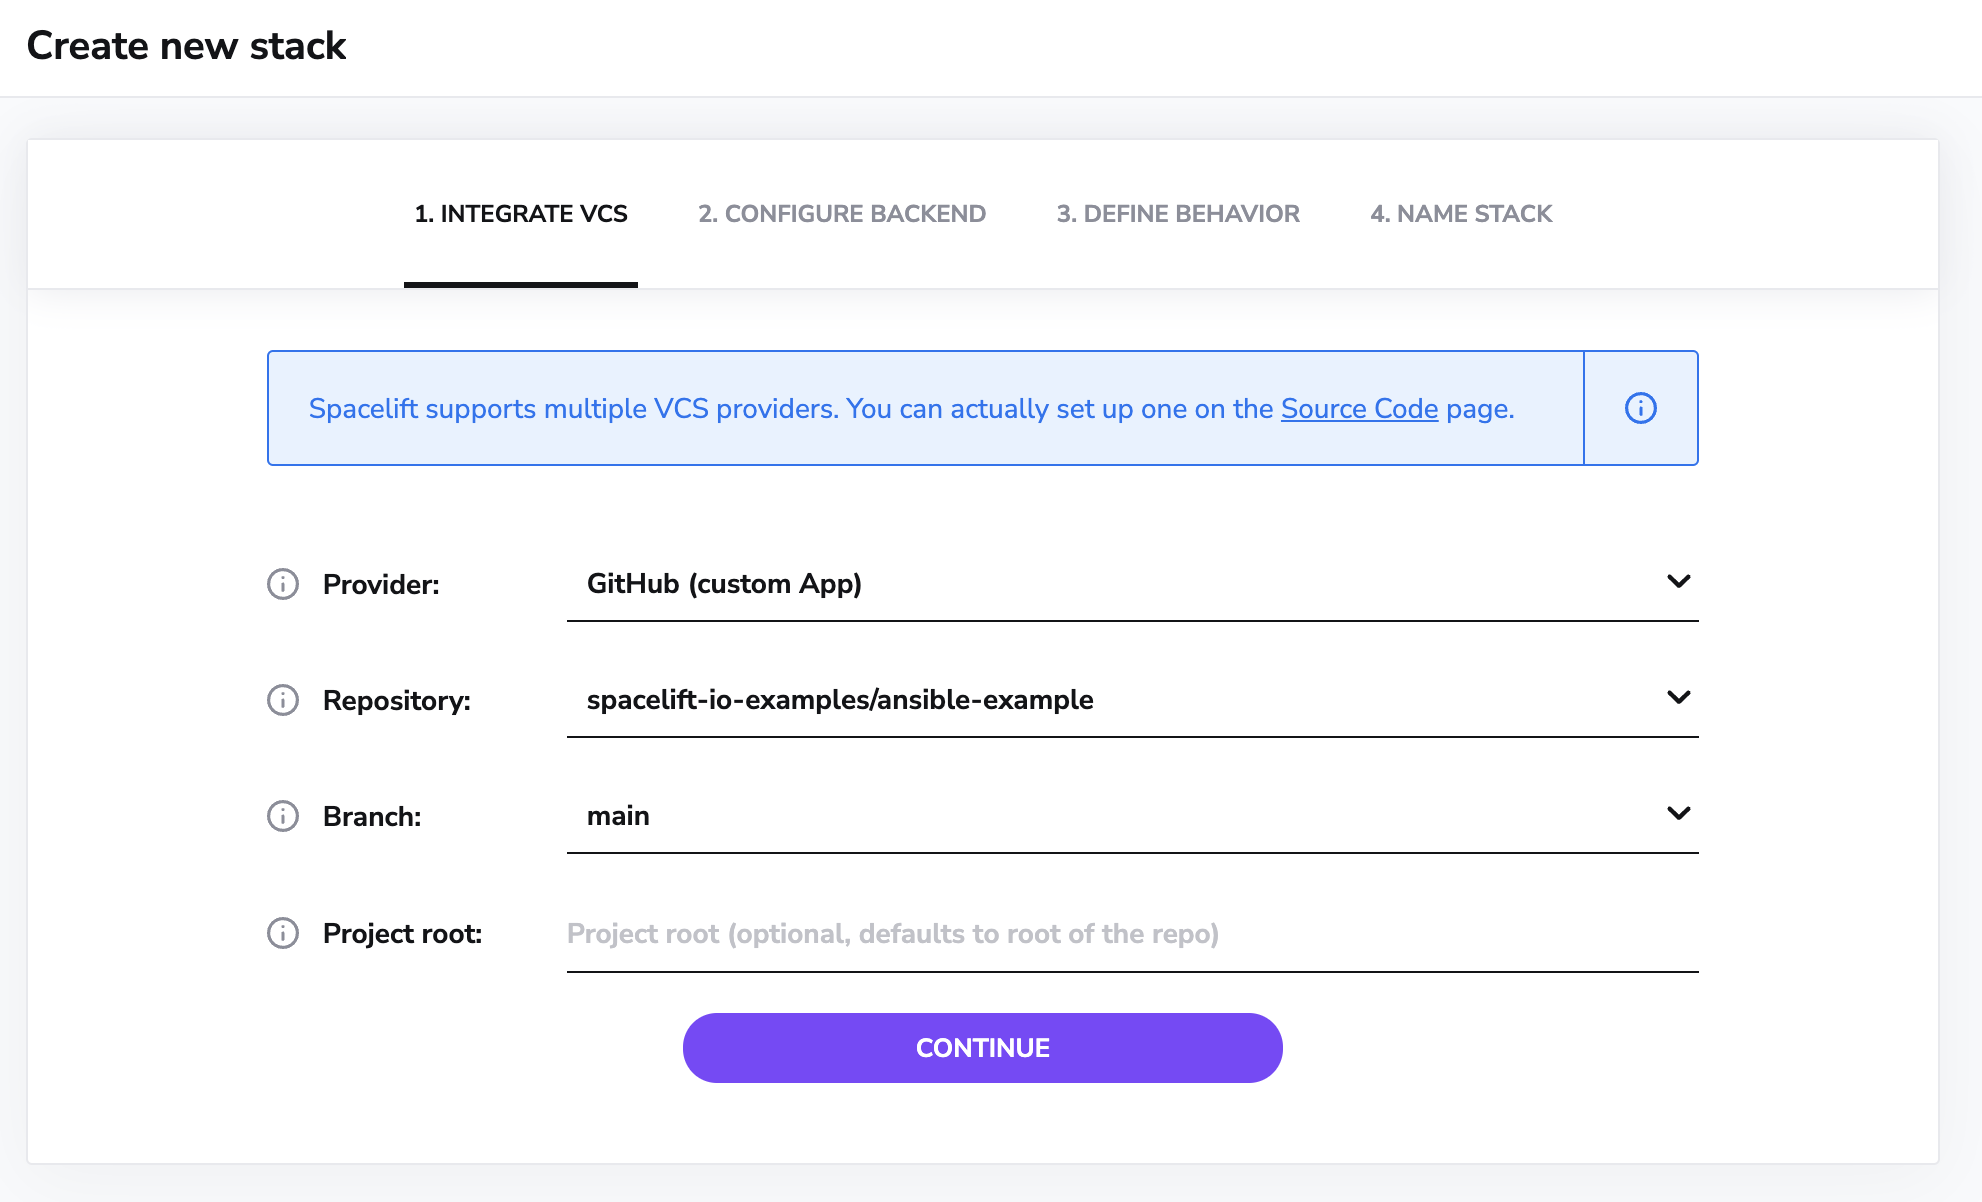 Create new stack
1. INTEGRATE VCS 2. CONFIGURE BACKEND 3. DEFINE BEHAVIOR 4. NAME STACK
Spacelift supports multiple VCS providers. You can actually set up one on the Source Code page.
Provider: GitHub (custom App)
Repository: spacelift-io-examples/ansible-example
Branch: main
Project root: Project root (optional, defaults to root of the repo)
CONTINUE